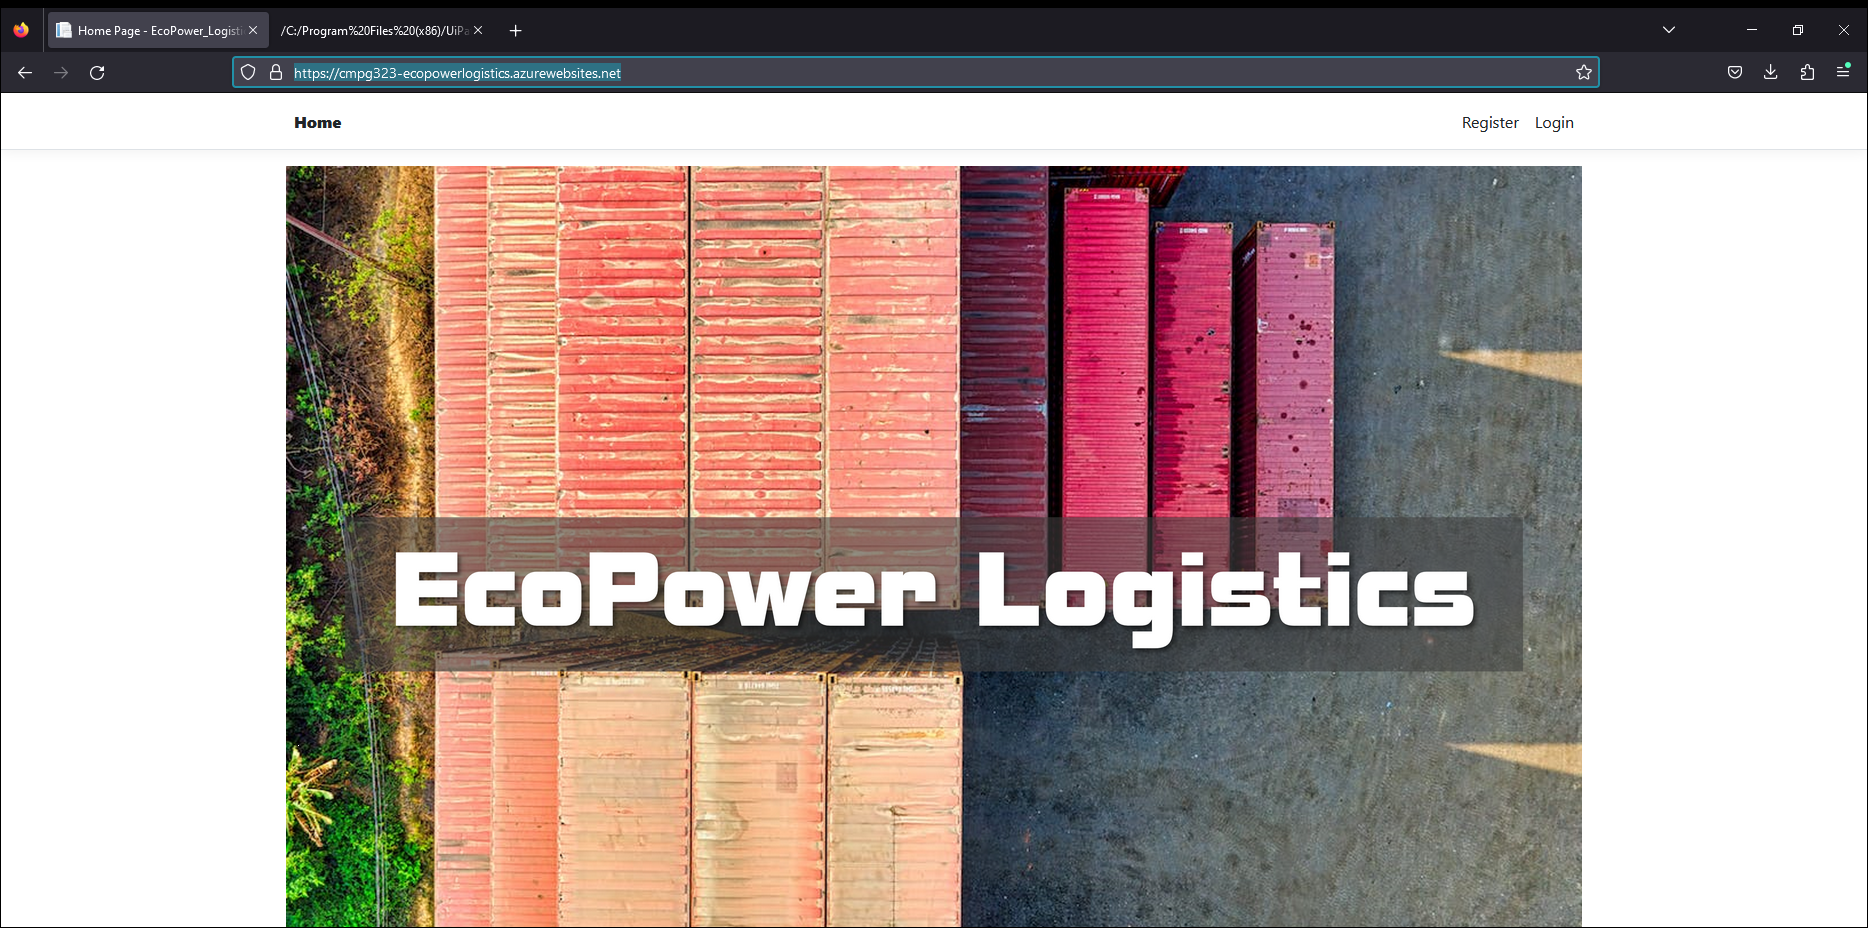 Home Page - EcoPower_Logisti
/C:/Program%20Files%20(x86)/UiPa
https://cmpg323-ecopowerlogistics.azurewebsites.net
Home
Register
Login
EcoPower Logistics